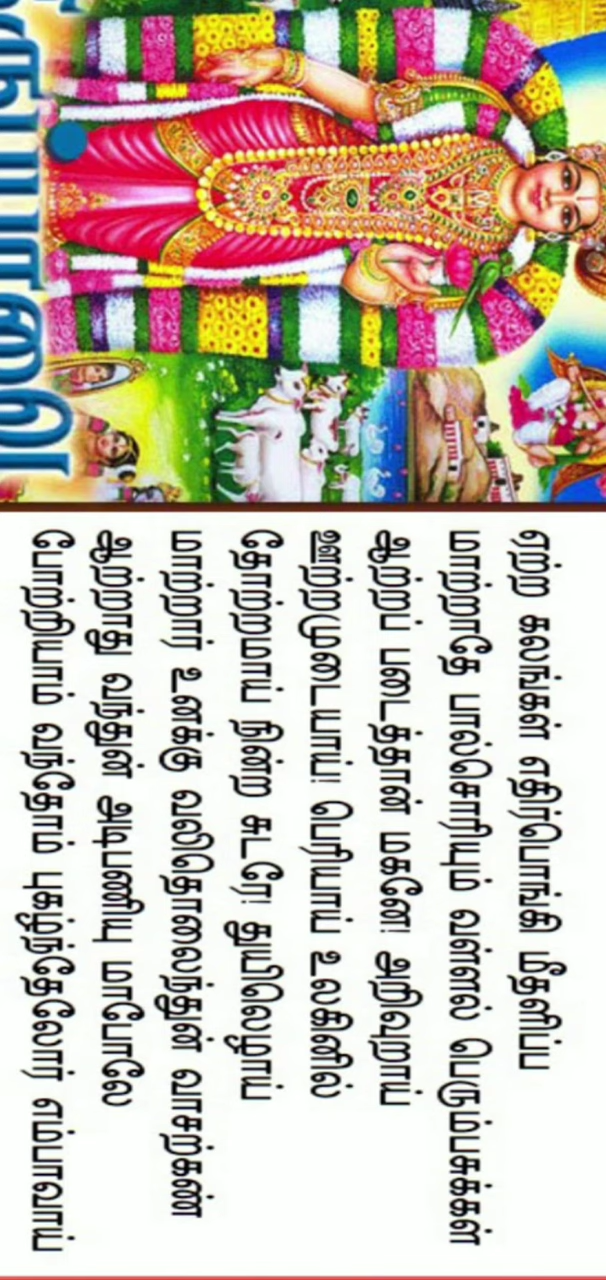 ஏற்ற கலங்கள் எதிர்பொங்கி மீதளிப்ப
மாற்றாதே பால்சொரியும் வள்ளல் பெரும்பசுக்கள்
ஆற்றப் படைத்தான் மகனே! அறிவுறாய்
ஊற்றமுடையாய்! பெரியாய் உலகினில்
தோற்றமாய் நின்ற சுடரே! துயிலெழாய்
மாற்றார் உனக்கு வலிதொலைந்துன் வாசற்கண்
ஆற்றாது வந்துன் அடிபணியு மாபோலே
போற்றியாம் வந்தோம் புகழ்ந்தேலோர் எம்பாவாய்